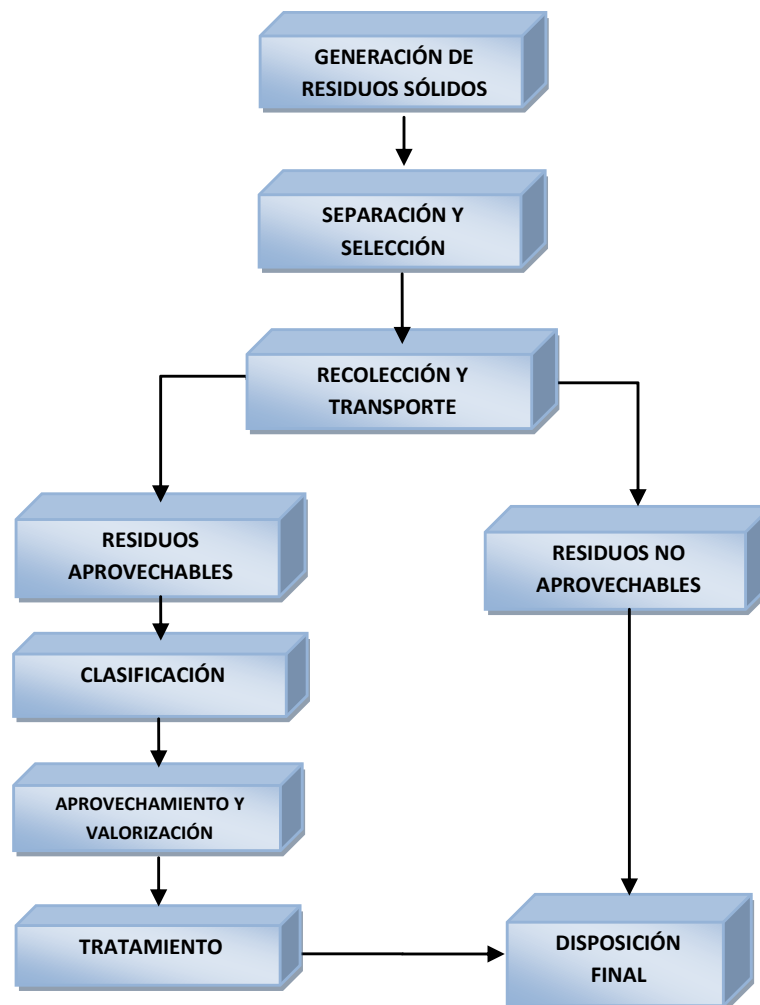 GENERACIÓN DE
RESIDUOS SÓLIDOS
SEPARACIÓN Y
SELECCIÓN
RECOLECCIÓN Y
TRANSPORTE
RESIDUOS
APROVECHABLES
RESIDUOS NO
APROVECHABLES
CLASIFICACIÓN
APROVECHAMIENTO Y
VALORIZACIÓN
TRATAMIENTO
DISPOSICIÓN
FINAL